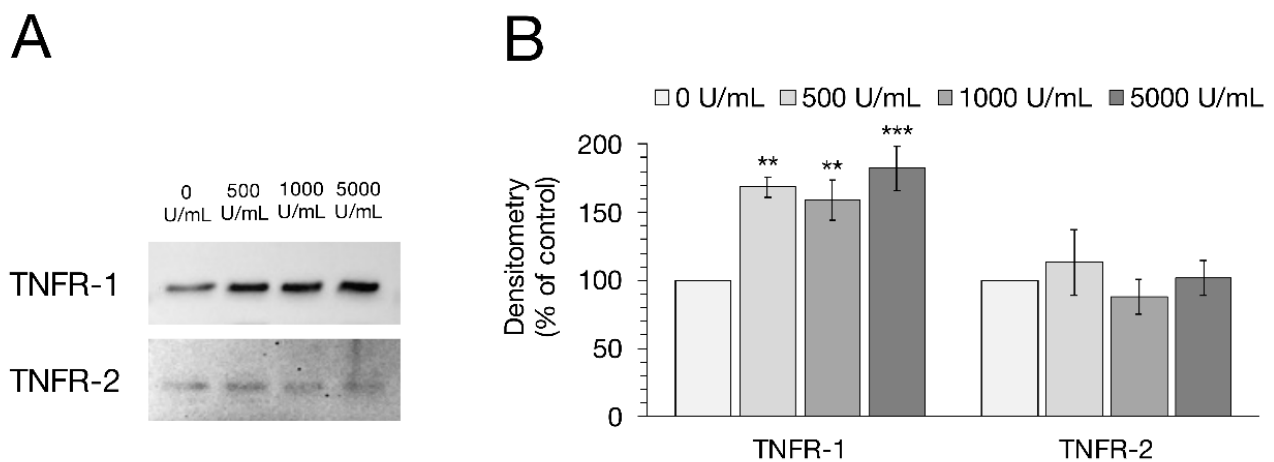 A
B
0 U/mL 500 U/mL 1000 U/mL 5000 U/mL
0 500 1000 5000
U/mL U/mL U/mL U/mL
TNFR-1
TNFR-2
Densitometry
(% of control)
200
150
100
50
0
** ** ***
TNFR-1 TNFR-2